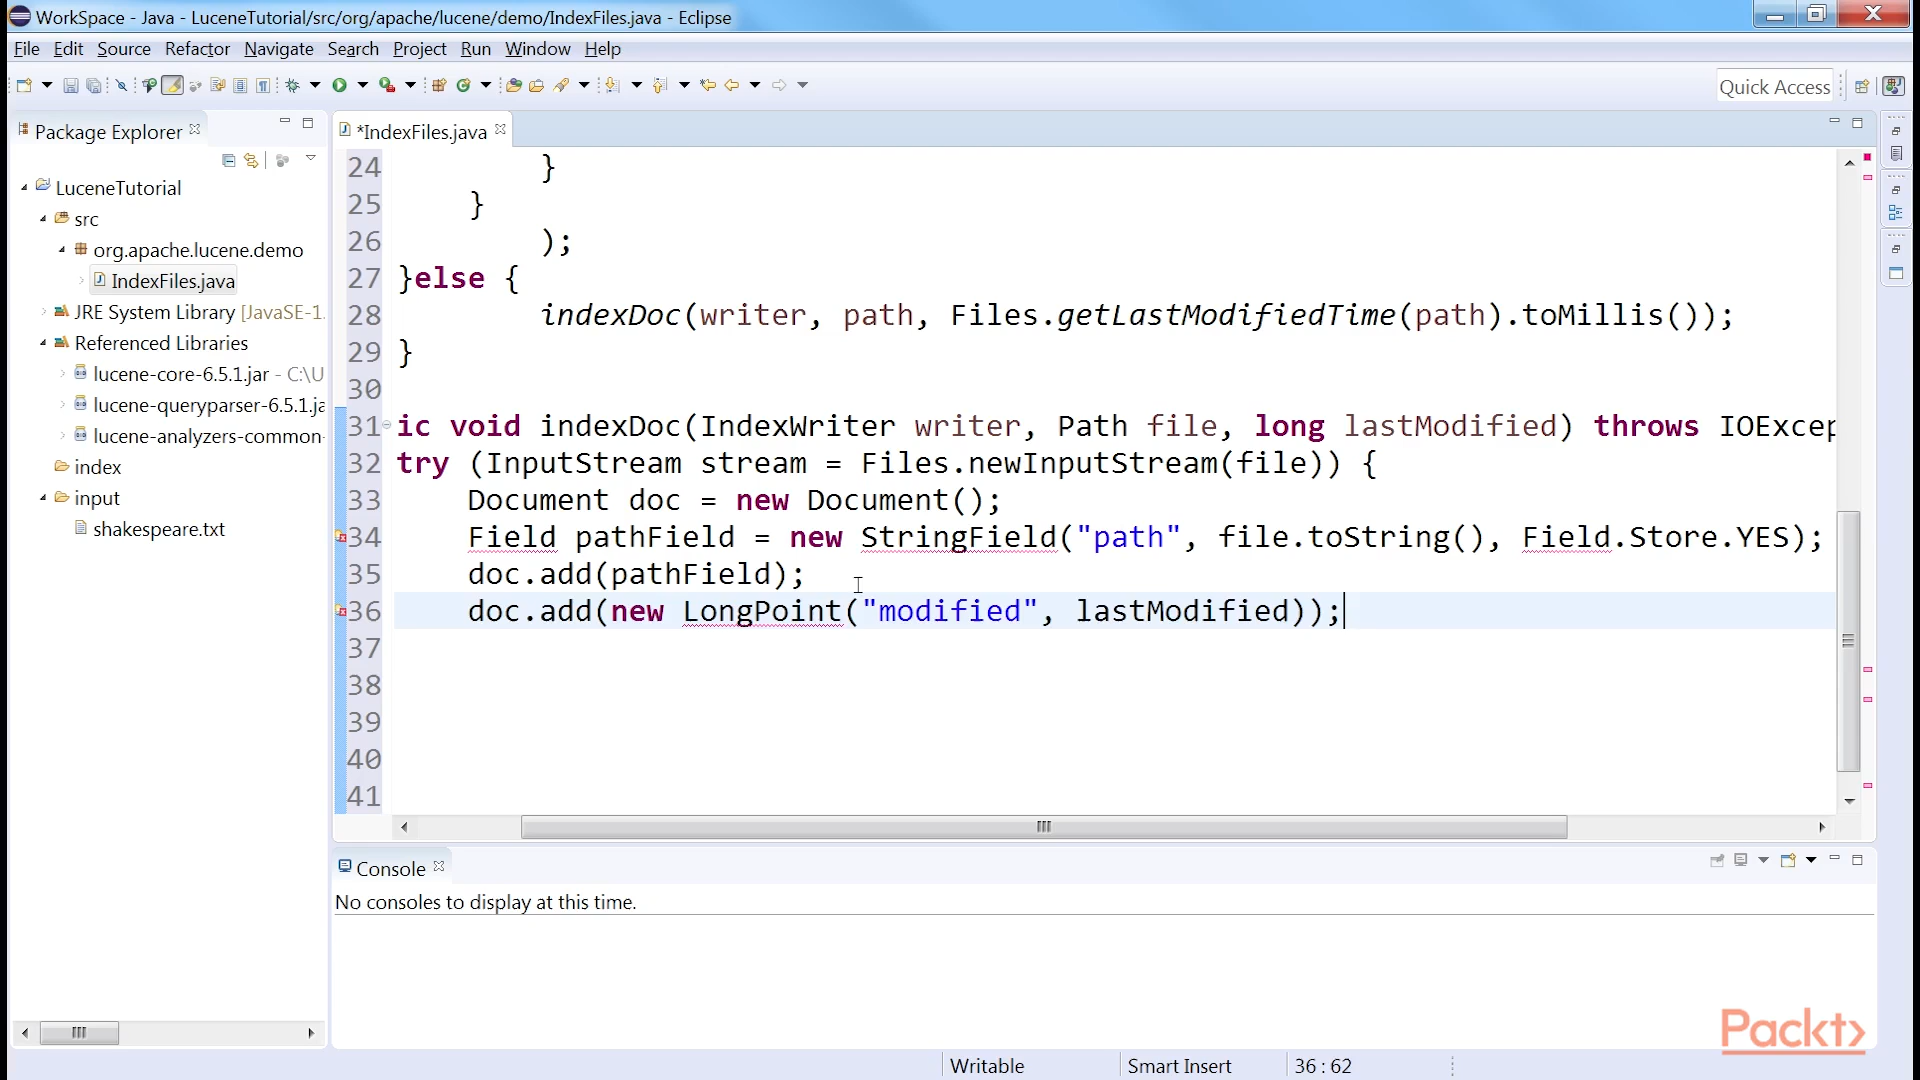 WorkSpace - Java - LuceneTutorial/src/org/apache/lucene/demo/IndexFiles.java - Eclipse
File Edit Source Refactor Navigate Search Project Run Window Help
Quick Access
Package Explorer
*IndexFiles.java
LuceneTutorial
src
org.apache.lucene.demo
IndexFiles.java
JRE System Library [JavaSE-1.
Referenced Libraries
lucene-core-6.5.1.jar - C:\U
lucene-queryparser-6.5.1.ja
lucene-analyzers-common-
index
input
shakespeare.txt
24 }
25 }
26 );
27 }else {
28 indexDoc(writer, path, Files.getLastModifiedTime(path).toMillis());
29 }
30
31 ic void indexDoc(IndexWriter writer, Path file, long lastModified) throws IOExcep
32 try (InputStream stream = Files.newInputStream(file)) {
33 Document doc = new Document();
34 Field pathField = new StringField("path", file.toString(), Field.Store.YES);
35 doc.add(pathField);
36 doc.add(new LongPoint("modified", lastModified));
37
38
39
40
41
Console
No consoles to display at this time.
Packt>
Writable Smart Insert 36 : 62